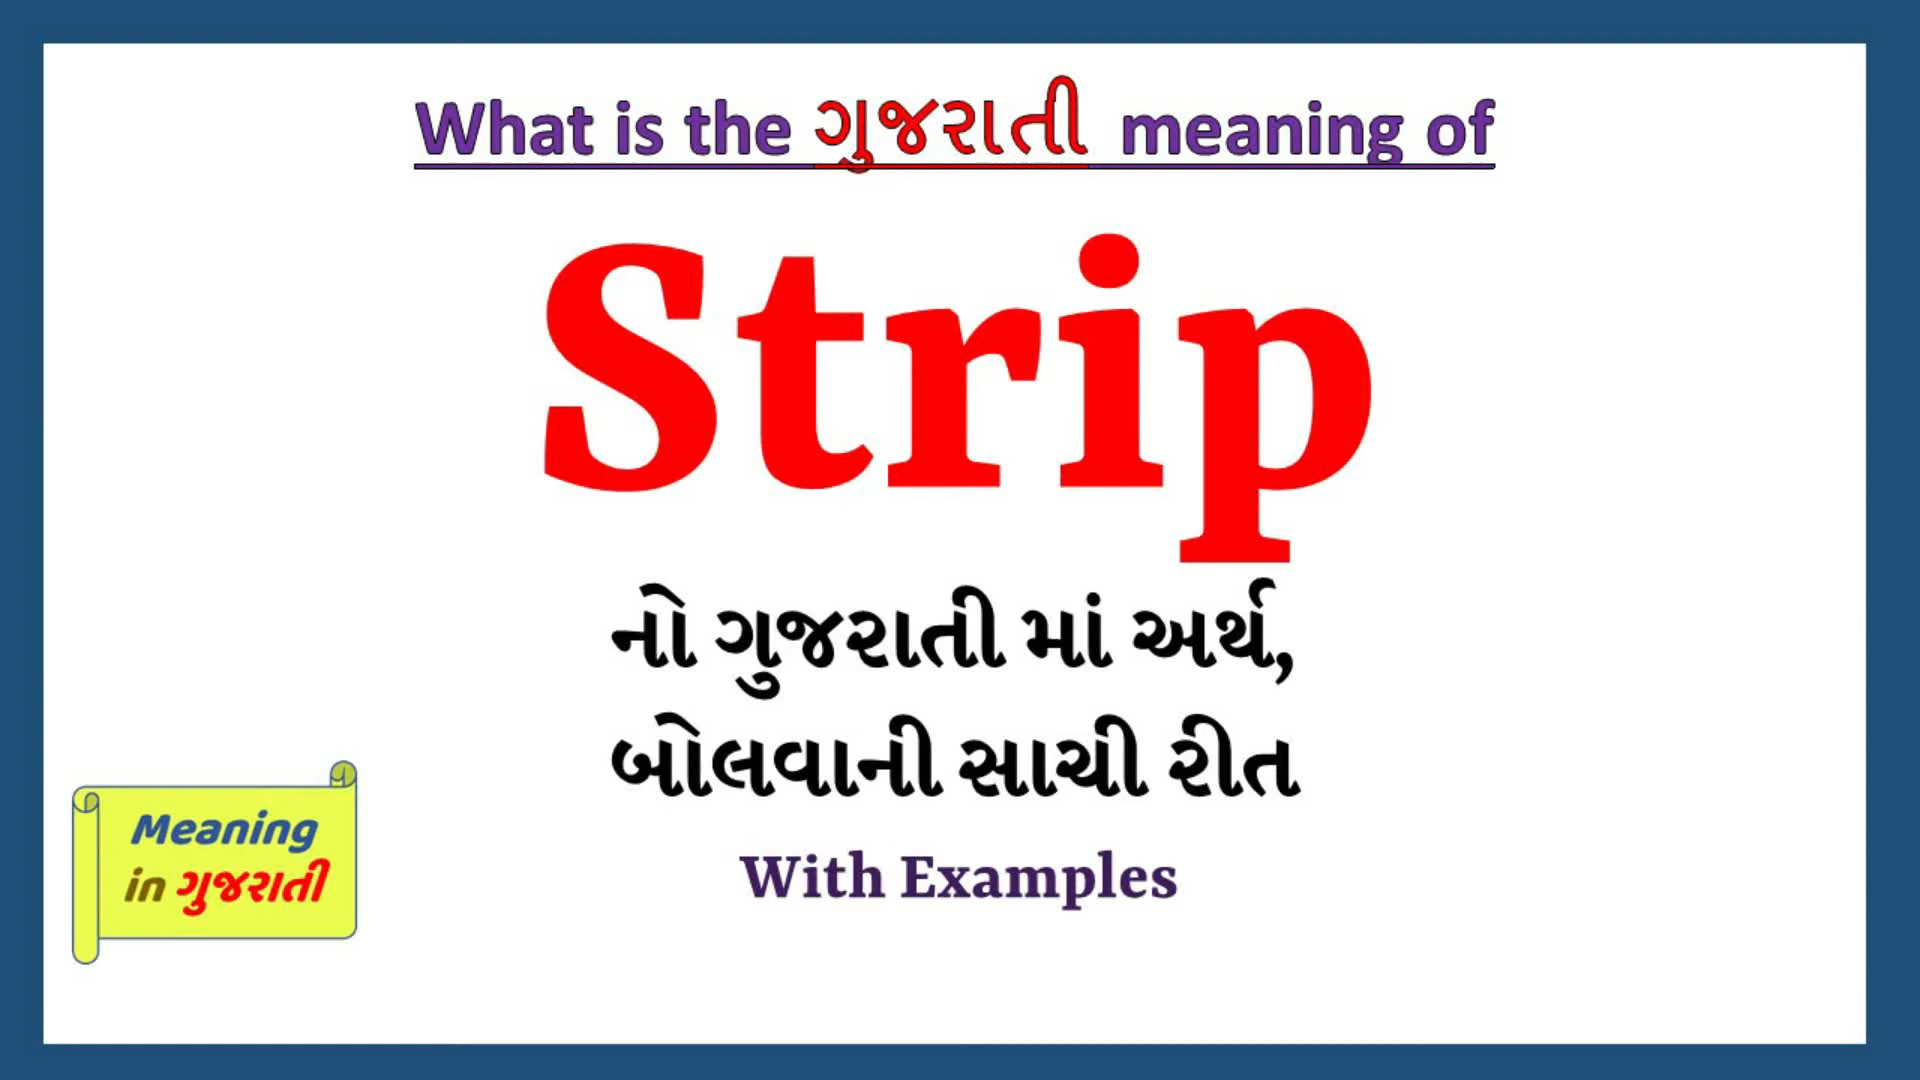 What is the ગુજરાતી meaning of
Strip
નો ગુજરાતી માં અર્થ,
બોલવાની સાચી રીત
With Examples
Meaning
in ગુજરાતી